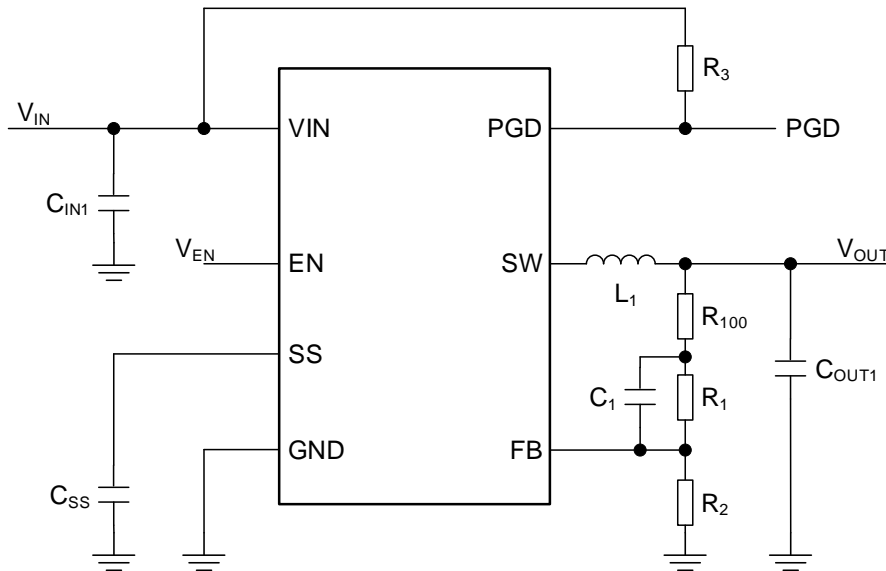 R3
VIN
VIN
PGD
PGD
CIN1
VEN
EN
SW
VOUT
L1
R100
SS
C1
R1
COUT1
GND
FB
CSS
R2